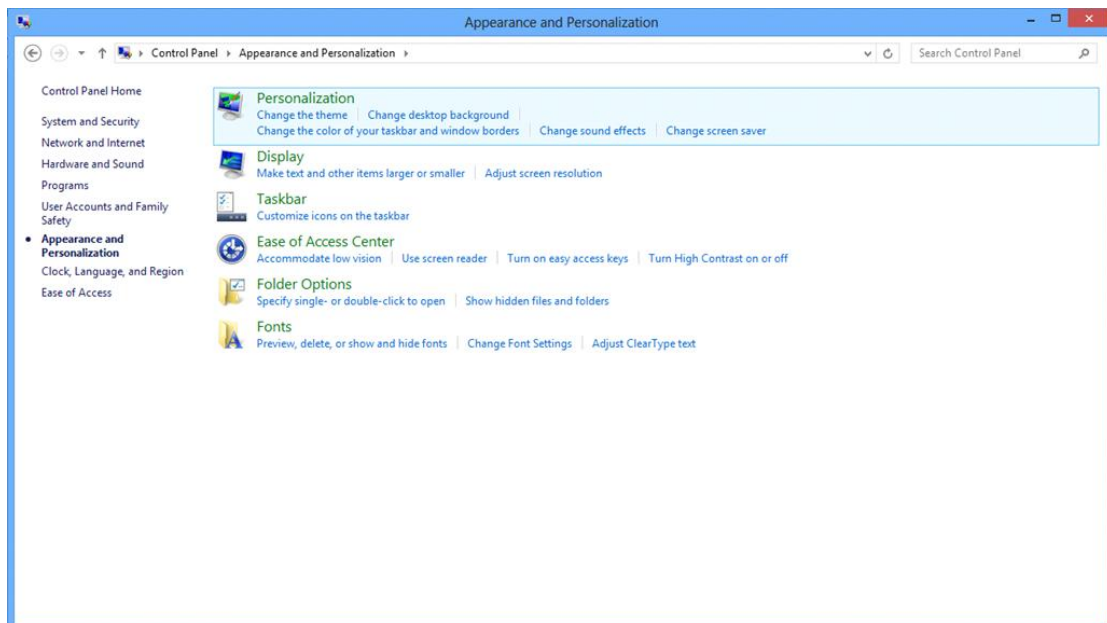 Appearance and Personalization
Control Panel Appearance and Personalization
Search Control Panel
Control Panel Home
System and Security
Network and Internet
Hardware and Sound
Programs
User Accounts and Family
Safety
Appearance and
Personalization
Clock, Language, and Region
Ease of Access
Personalization
Change the theme Change desktop background
Change the color of your taskbar and window borders Change sound effects Change screen saver
Display
Make text and other items larger or smaller Adjust screen resolution
Taskbar
Customize icons on the taskbar
Ease of Access Center
Accommodate low vision Use screen reader Turn on easy access keys Turn High Contrast on or off
Folder Options
Specify single- or double-click to open Show hidden files and folders
Fonts
Preview, delete, or show and hide fonts Change Font Settings Adjust ClearType text